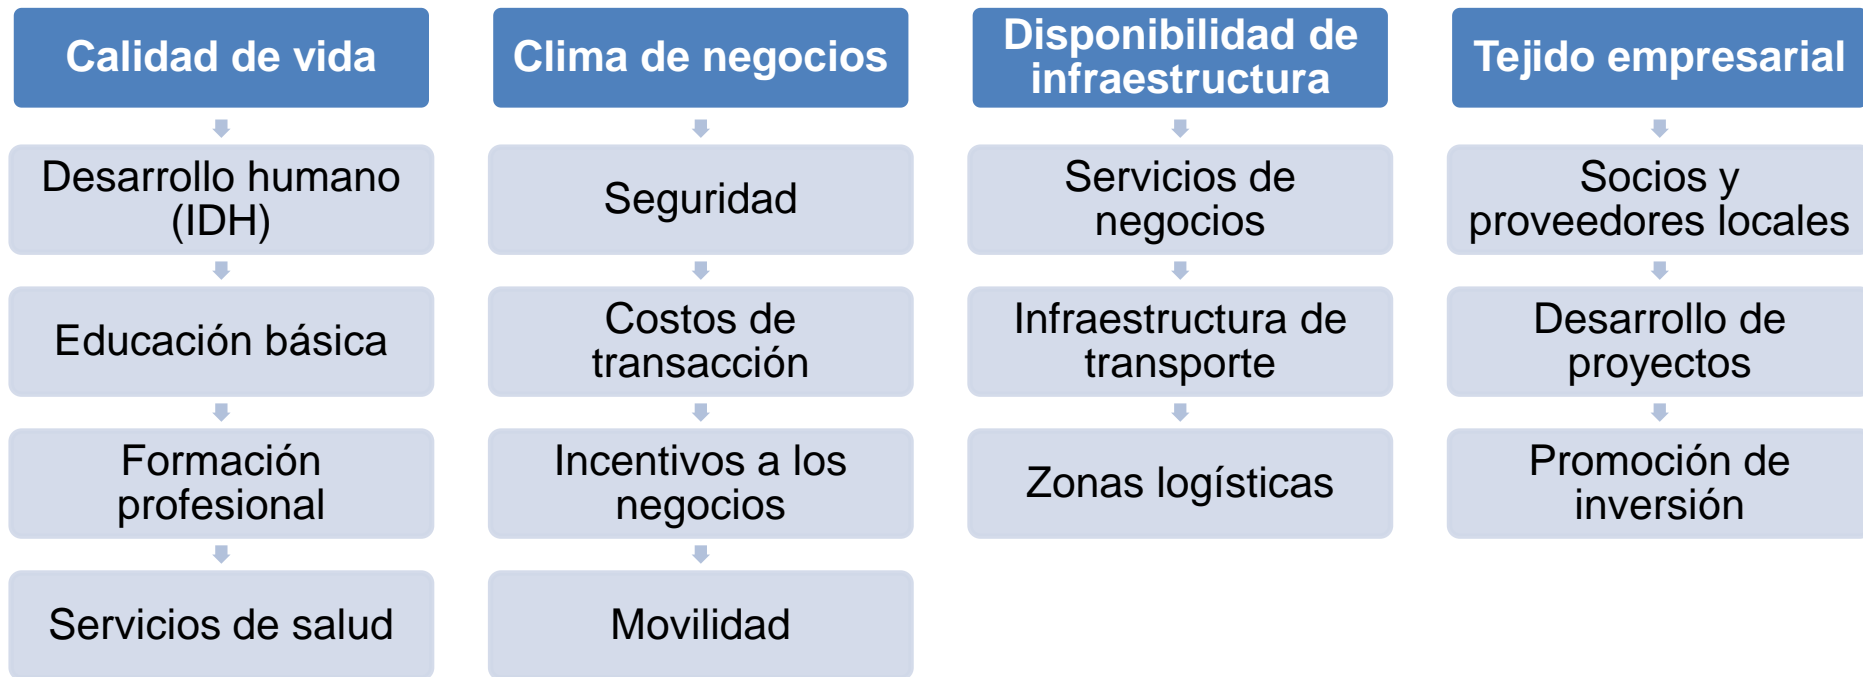 Calidad de vida
Desarrollo humano
(IDH)
Educación básica
Formación
profesional
Servicios de salud
Clima de negocios
Seguridad
Costos de
transacción
Incentivos a los
negocios
Movilidad
Disponibilidad de
infraestructura
Servicios de
negocios
Infraestructura de
transporte
Zonas logísticas
Tejido empresarial
Socios y
proveedores locales
Desarrollo de
proyectos
Promoción de
inversión